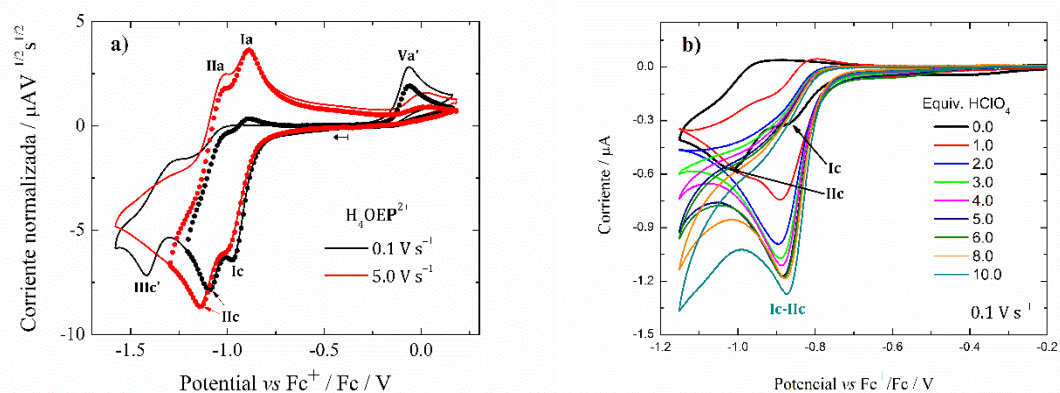 a)
Ia
IIa
Va'
Ic
IIc
IIIc'
H₄OEP²⁺
0.1 V s⁻¹
5.0 V s⁻¹
5
0
-5
-10
-1.5
-1.0
-0.5
0.0
Corriente normalizada / µAV ¹ᐟ²s¹ᐟ²
Potential vs Fc⁺ / Fc / V
b)
Equiv. HClO₄
0.0
1.0
2.0
3.0
4.0
5.0
6.0
8.0
10.0
Ic
IIc
Ic-IIc
0.1 V s⁻¹
0.0
-0.3
-0.6
-0.9
-1.2
-1.5
-1.2
-1.0
-0.8
-0.6
-0.4
-0.2
Corriente / µA
Potencial vs Fc /Fc / V